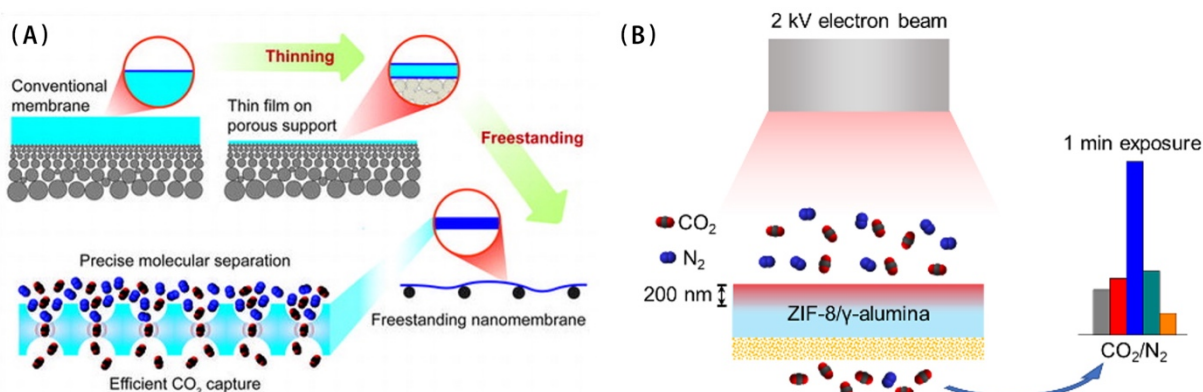 (A)
Thinning
Conventional
membrane
Thin film on
porous support
Freestanding
Precise molecular separation
Freestanding nanomembrane
Efficient CO₂ capture
(B)
2 kV electron beam
1 min exposure
CO₂
N₂
200 nm
ZIF-8/γ-alumina
CO₂/N₂